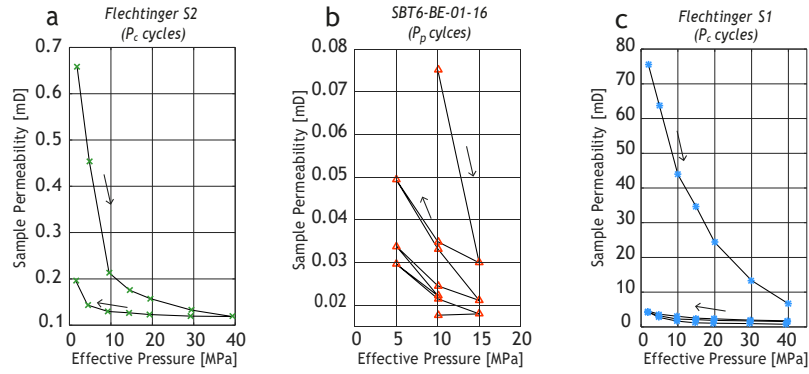 a
Flechtinger S2
(Pc cycles)
Sample Permeability [mD]
0.7
0.6
0.5
0.4
0.3
0.2
0.1
0 10 20 30 40
Effective Pressure [MPa]
b
SBT6-BE-01-16
(Pp cylces)
Sample Permeability [mD]
0.08
0.07
0.06
0.05
0.04
0.03
0.02
0 5 10 15 20
Effective Pressure [MPa]
c
Flechtinger S1
(Pc cycles)
Sample Permeability [mD]
80
70
60
50
40
30
20
10
0
0 10 20 30 40
Effective Pressure [MPa]